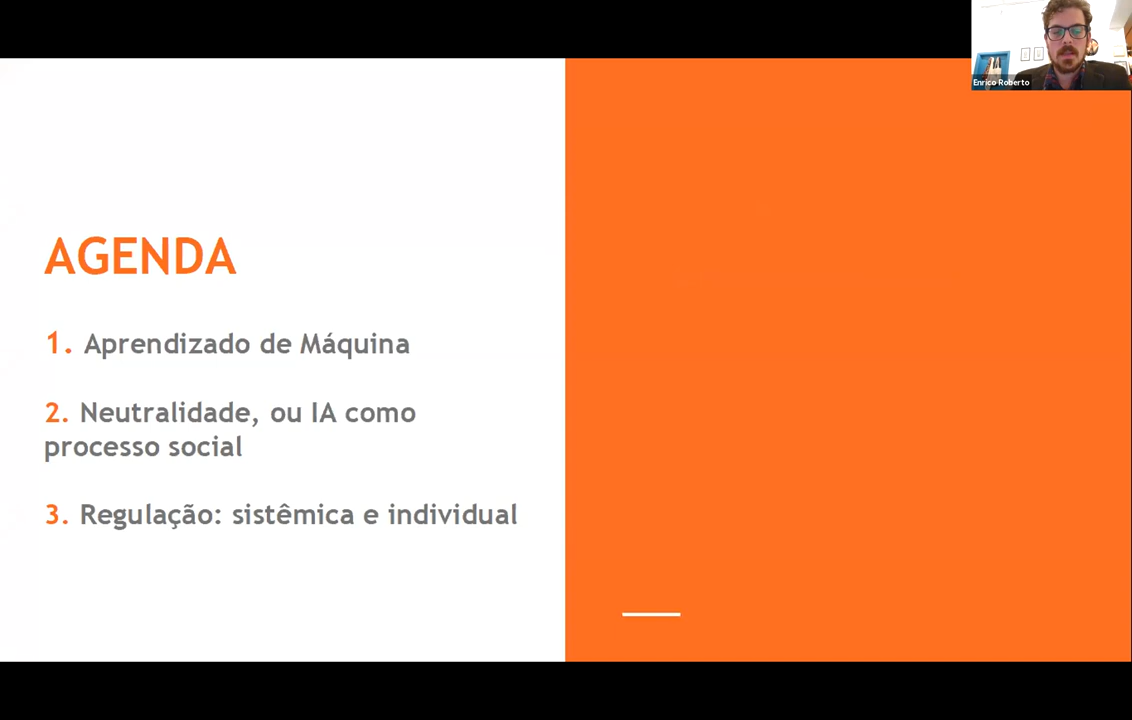 Enrico Roberto
AGENDA
1. Aprendizado de Máquina
2. Neutralidade, ou IA como
processo social
3. Regulação: sistêmica e individual